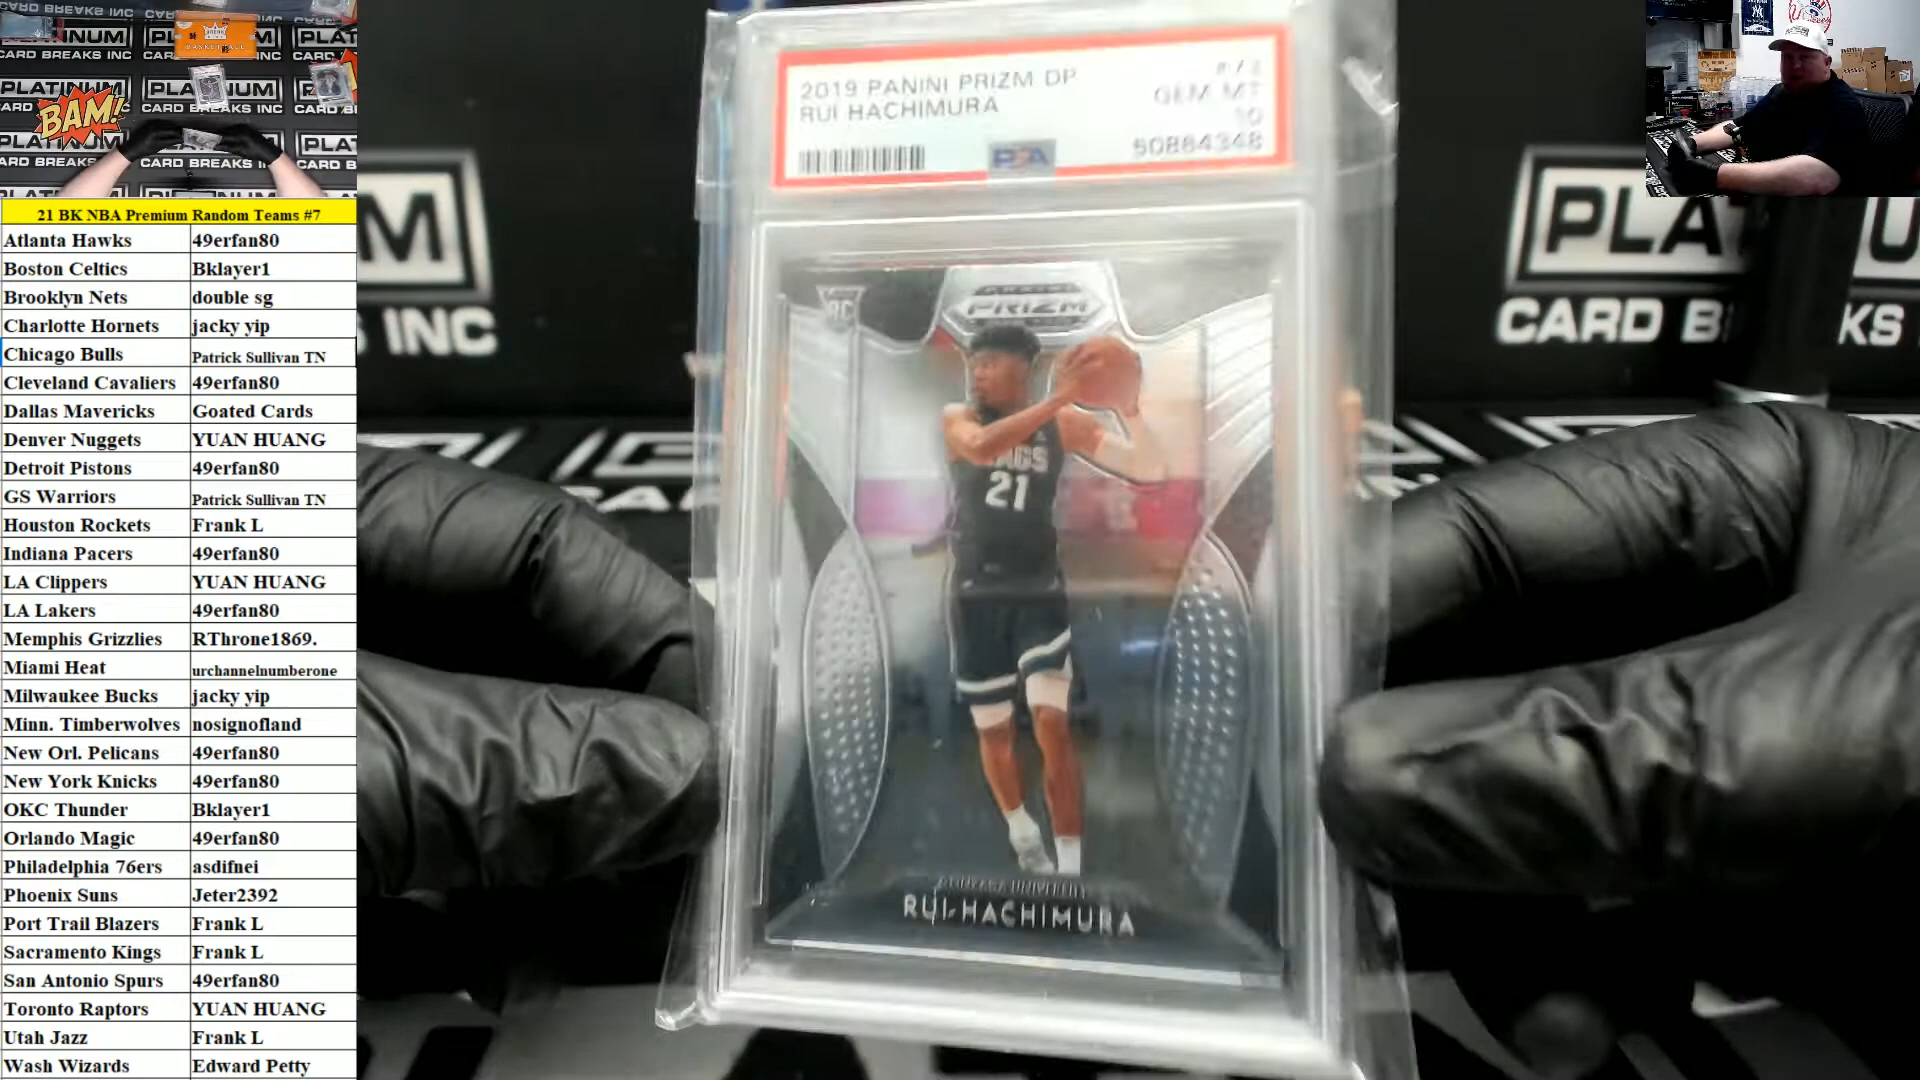 21 BK NBA Premium Random Teams #7
Atlanta Hawks 49erfan80
Boston Celtics Bklayer1
Brooklyn Nets double sg
Charlotte Hornets jacky yip
Chicago Bulls Patrick Sullivan TN
Cleveland Cavaliers 49erfan80
Dallas Mavericks Goated Cards
Denver Nuggets YUAN HUANG
Detroit Pistons 49erfan80
GS Warriors Patrick Sullivan TN
Houston Rockets Frank L
Indiana Pacers 49erfan80
LA Clippers YUAN HUANG
LA Lakers 49erfan80
Memphis Grizzlies RThrone1869.
Miami Heat urchannelnumberone
Milwaukee Bucks jacky yip
Minn. Timberwolves nosignofland
New Orl. Pelicans 49erfan80
New York Knicks 49erfan80
OKC Thunder Bklayer1
Orlando Magic 49erfan80
Philadelphia 76ers asdifnei
Phoenix Suns Jeter2392
Port Trail Blazers Frank L
Sacramento Kings Frank L
San Antonio Spurs 49erfan80
Toronto Raptors YUAN HUANG
Utah Jazz Frank L
Wash Wizards Edward Petty
PLATINUM
CARD BREAKS INC
BASKETBALL
BAM!
2019 PANINI PRIZM DP
RUI HACHIMURA
GEM MT
10
PSA
50884348
RC
PANINI
PRIZM
21
RUI HACHIMURA
M
INC
PLAT
CARD B
KS